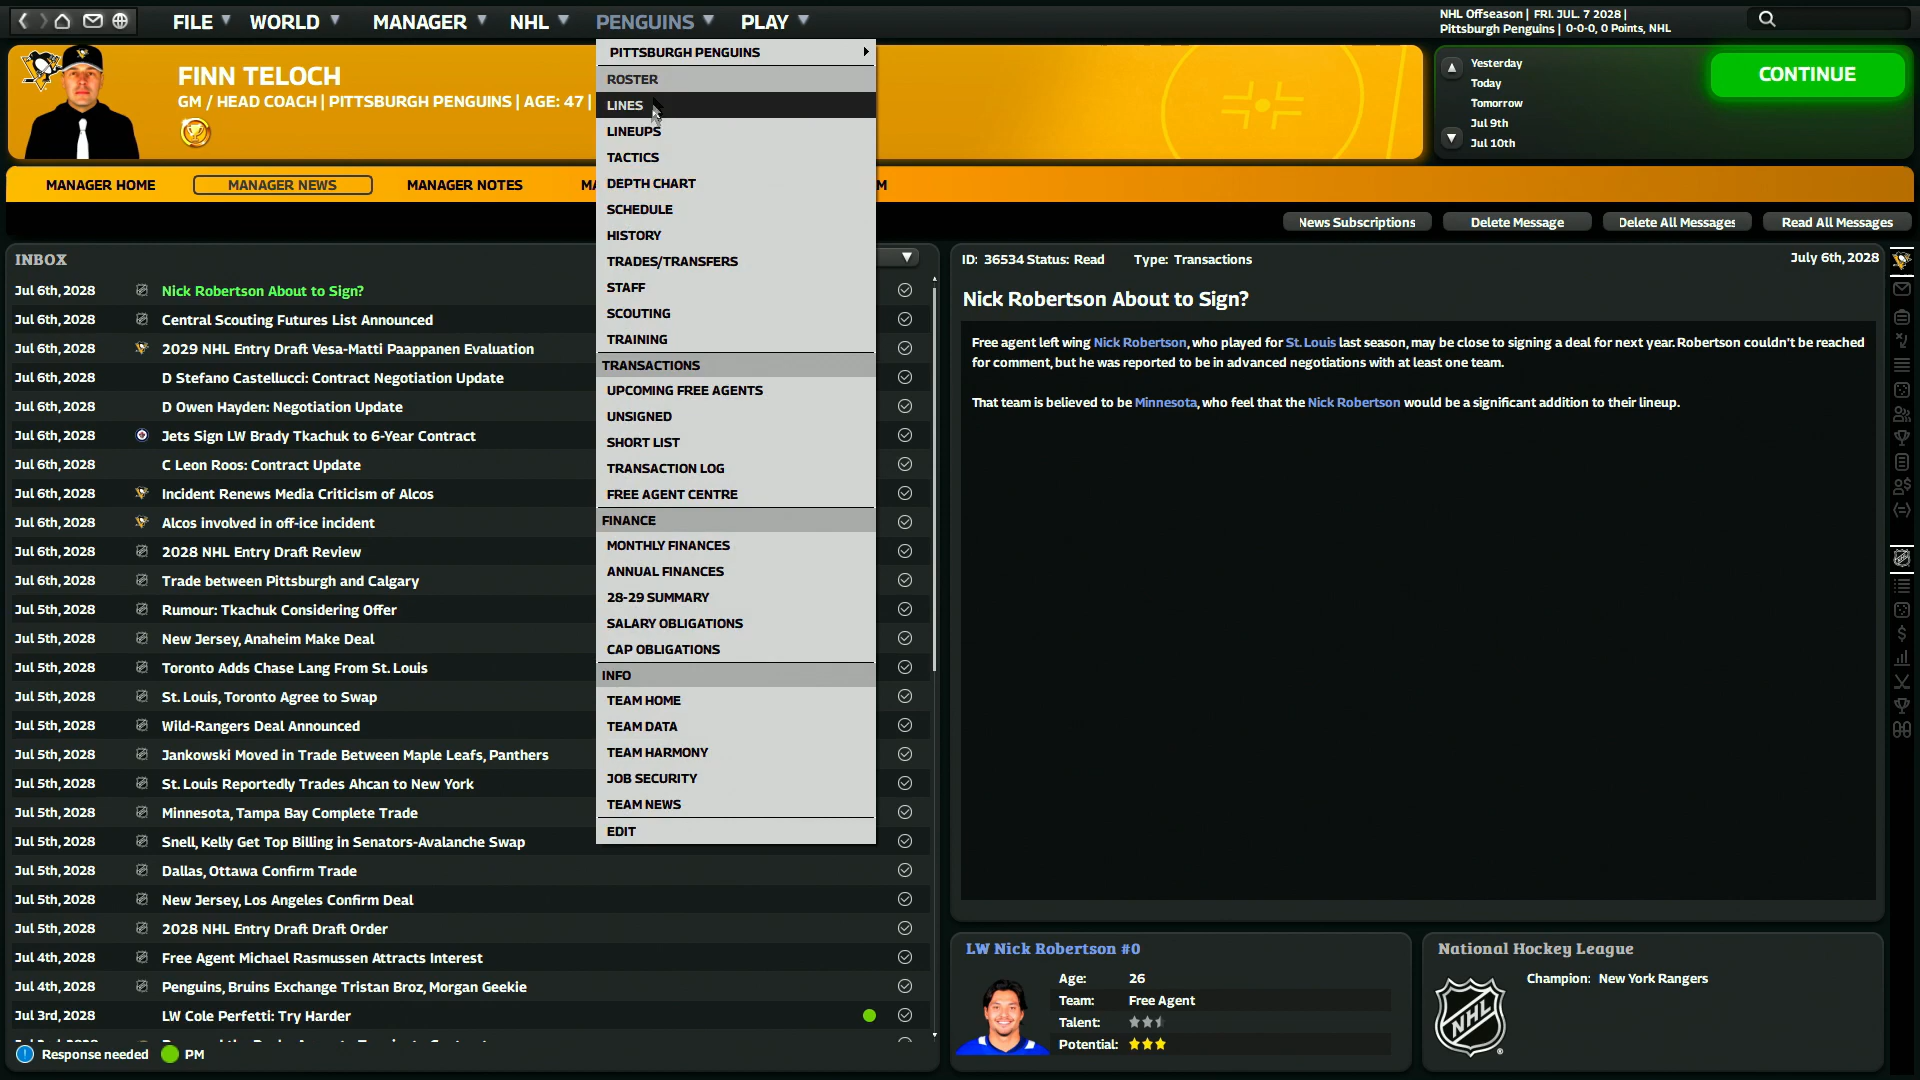 FILE
WORLD
MANAGER
NHL
PENGUINS
PLAY
NHL Offseason | FRI. JUL. 7 2028 |
Pittsburgh Penguins | 0-0-0, 0 Points, NHL
FINN TELOCH
GM / HEAD COACH | PITTSBURGH PENGUINS | AGE: 47 |
Yesterday
Today
Tomorrow
Jul 9th
Jul 10th
CONTINUE
MANAGER HOME
MANAGER NEWS
MANAGER NOTES
News Subscriptions
Delete Message
Delete All Messages
Read All Messages
PITTSBURGH PENGUINS
ROSTER
LINES
LINEUPS
TACTICS
DEPTH CHART
SCHEDULE
HISTORY
TRADES/TRANSFERS
STAFF
SCOUTING
TRAINING
TRANSACTIONS
UPCOMING FREE AGENTS
UNSIGNED
SHORT LIST
TRANSACTION LOG
FREE AGENT CENTRE
FINANCE
MONTHLY FINANCES
ANNUAL FINANCES
28-29 SUMMARY
SALARY OBLIGATIONS
CAP OBLIGATIONS
INFO
TEAM HOME
TEAM DATA
TEAM HARMONY
JOB SECURITY
TEAM NEWS
EDIT
INBOX
Jul 6th, 2028 Nick Robertson About to Sign?
Jul 6th, 2028 Central Scouting Futures List Announced
Jul 6th, 2028 2029 NHL Entry Draft Vesa-Matti Paappanen Evaluation
Jul 6th, 2028 D Stefano Castellucci: Contract Negotiation Update
Jul 6th, 2028 D Owen Hayden: Negotiation Update
Jul 6th, 2028 Jets Sign LW Brady Tkachuk to 6-Year Contract
Jul 6th, 2028 C Leon Roos: Contract Update
Jul 6th, 2028 Incident Renews Media Criticism of Alcos
Jul 6th, 2028 Alcos involved in off-ice incident
Jul 6th, 2028 2028 NHL Entry Draft Review
Jul 6th, 2028 Trade between Pittsburgh and Calgary
Jul 5th, 2028 Rumour: Tkachuk Considering Offer
Jul 5th, 2028 New Jersey, Anaheim Make Deal
Jul 5th, 2028 Toronto Adds Chase Lang From St. Louis
Jul 5th, 2028 St. Louis, Toronto Agree to Swap
Jul 5th, 2028 Wild-Rangers Deal Announced
Jul 5th, 2028 Jankowski Moved in Trade Between Maple Leafs, Panthers
Jul 5th, 2028 St. Louis Reportedly Trades Ahcan to New York
Jul 5th, 2028 Minnesota, Tampa Bay Complete Trade
Jul 5th, 2028 Snell, Kelly Get Top Billing in Senators-Avalanche Swap
Jul 5th, 2028 Dallas, Ottawa Confirm Trade
Jul 5th, 2028 New Jersey, Los Angeles Confirm Deal
Jul 5th, 2028 2028 NHL Entry Draft Draft Order
Jul 4th, 2028 Free Agent Michael Rasmussen Attracts Interest
Jul 4th, 2028 Penguins, Bruins Exchange Tristan Broz, Morgan Geekie
Jul 3rd, 2028 LW Cole Perfetti: Try Harder
Response needed
PM
ID: 36534 Status: Read Type: Transactions July 6th, 2028
Nick Robertson About to Sign?
Free agent left wing Nick Robertson, who played for St. Louis last season, may be close to signing a deal for next year. Robertson couldn't be reached
for comment, but he was reported to be in advanced negotiations with at least one team.
That team is believed to be Minnesota, who feel that the Nick Robertson would be a significant addition to their lineup.
LW Nick Robertson #0
Age: 26
Team: Free Agent
Talent:
Potential:
National Hockey League
Champion: New York Rangers
NHL